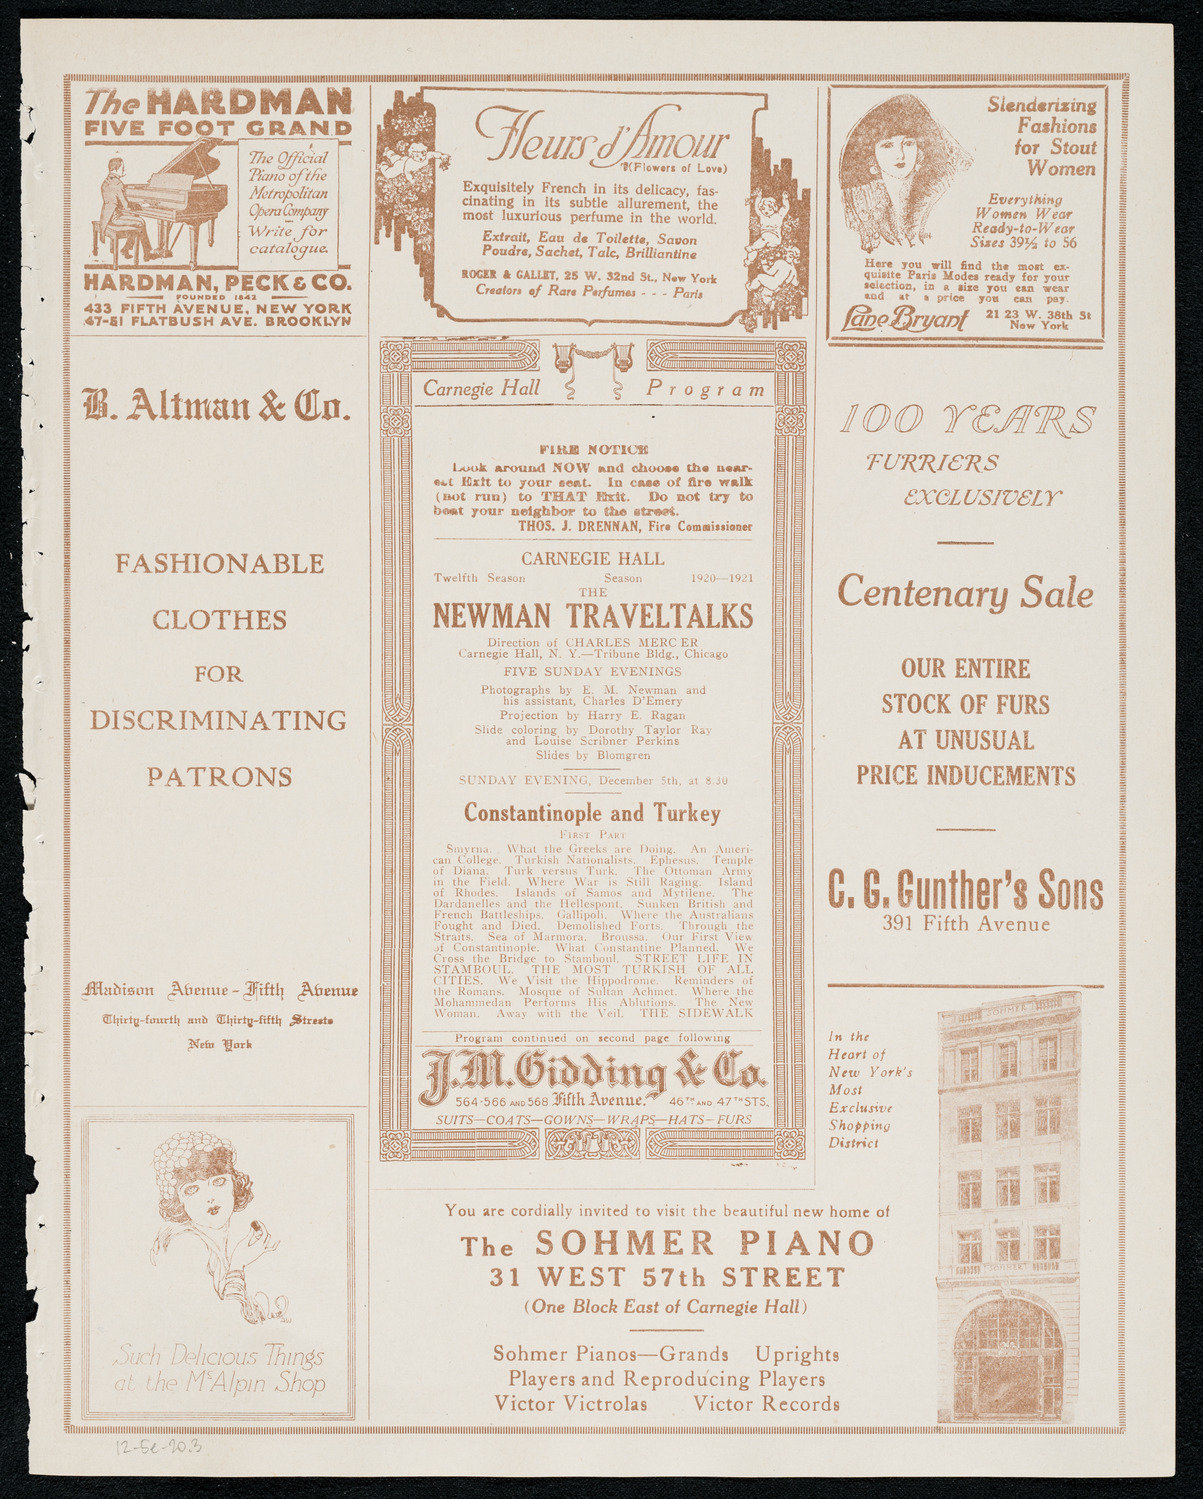 The HARDMAN
FIVE FOOT GRAND
The Official
Piano of the
Metropolitan
Opera Company
Write for
catalogue.
HARDMAN, PECK & CO.
FOUNDED 1842
433 FIFTH AVENUE, NEW YORK
47-51 FLATBUSH AVE. BROOKLYN
B. Altman & Co.
FASHIONABLE
CLOTHES
FOR
DISCRIMINATING
PATRONS
Madison Avenue - Fifth Avenue
Thirty-fourth and Thirty-fifth Streets
New York
Such Delicious Things
at the McAlpin Shop
Fleurs d'Amour
(Flowers of Love)
Exquisitely French in its delicacy, fas-
cinating in its subtle allurement, the
most luxurious perfume in the world.
Extrait, Eau de Toilette, Savon
Poudre, Sachet, Talc, Brilliantine
ROGER & GALLET, 25 W. 32nd St., New York
Creators of Rare Perfumes - - - Paris
Carnegie Hall Program
FIRE NOTICE
Look around NOW and choose the near-
est Exit to your seat. In case of fire walk
(not run) to THAT Exit. Do not try to
beat your neighbor to the street.
THOS. J. DRENNAN, Fire Commissioner
CARNEGIE HALL
Twelfth Season Season 1920—1921
THE
NEWMAN TRAVELTALKS
Direction of CHARLES MERCER
Carnegie Hall, N. Y.—Tribune Bldg., Chicago
FIVE SUNDAY EVENINGS
Photographs by E. M. Newman and
his assistant, Charles D'Emery
Projection by Harry E. Ragan
Slide coloring by Dorothy Taylor Ray
and Louise Scribner Perkins
Slides by Blomgren
SUNDAY EVENING, December 5th, at 8.30
Constantinople and Turkey
FIRST PART
Smyrna. What the Greeks are Doing. An Ameri-
can College. Turkish Nationalists. Ephesus. Temple
of Diana. Turk versus Turk. The Ottoman Army
in the Field. Where War is Still Raging. Island
of Rhodes. Islands of Samos and Mytilene. The
Dardanelles and the Hellespont. Sunken British and
French Battleships. Gallipoli. Where the Australians
Fought and Died. Demolished Forts. Through the
Straits. Sea of Marmora. Broussa. Our First View
of Constantinople. What Constantine Planned. We
Cross the Bridge to Stamboul. STREET LIFE IN
STAMBOUL. THE MOST TURKISH OF ALL
CITIES. We Visit the Hippodrome. Reminders of
the Romans. Mosque of Sultan Achmet. Where the
Mohammedan Performs His Ablutions. The New
Woman. Away with the Veil. THE SIDEWALK
Program continued on second page following
J.M. Gidding & Co.
564-566 AND 568 Fifth Avenue. 46TH AND 47TH STS.
SUITS—COATS—GOWNS—WRAPS—HATS—FURS
Slenderizing
Fashions
for Stout
Women
Everything
Women Wear
Ready-to-Wear
Sizes 39½ to 56
Here you will find the most ex-
quisite Paris Modes ready for your
selection, in a size you can wear
and at a price you can pay.
Lane Bryant 21 23 W. 38th St
New York
100 YEARS
FURRIERS
EXCLUSIVELY
Centenary Sale
OUR ENTIRE
STOCK OF FURS
AT UNUSUAL
PRICE INDUCEMENTS
C. G. Gunther's Sons
391 Fifth Avenue
In the
Heart of
New York's
Most
Exclusive
Shopping
District
SOHMER
SOHMER
You are cordially invited to visit the beautiful new home of
The SOHMER PIANO
31 WEST 57th STREET
(One Block East of Carnegie Hall)
Sohmer Pianos—Grands Uprights
Players and Reproducing Players
Victor Victrolas Victor Records
12-5e-20.3